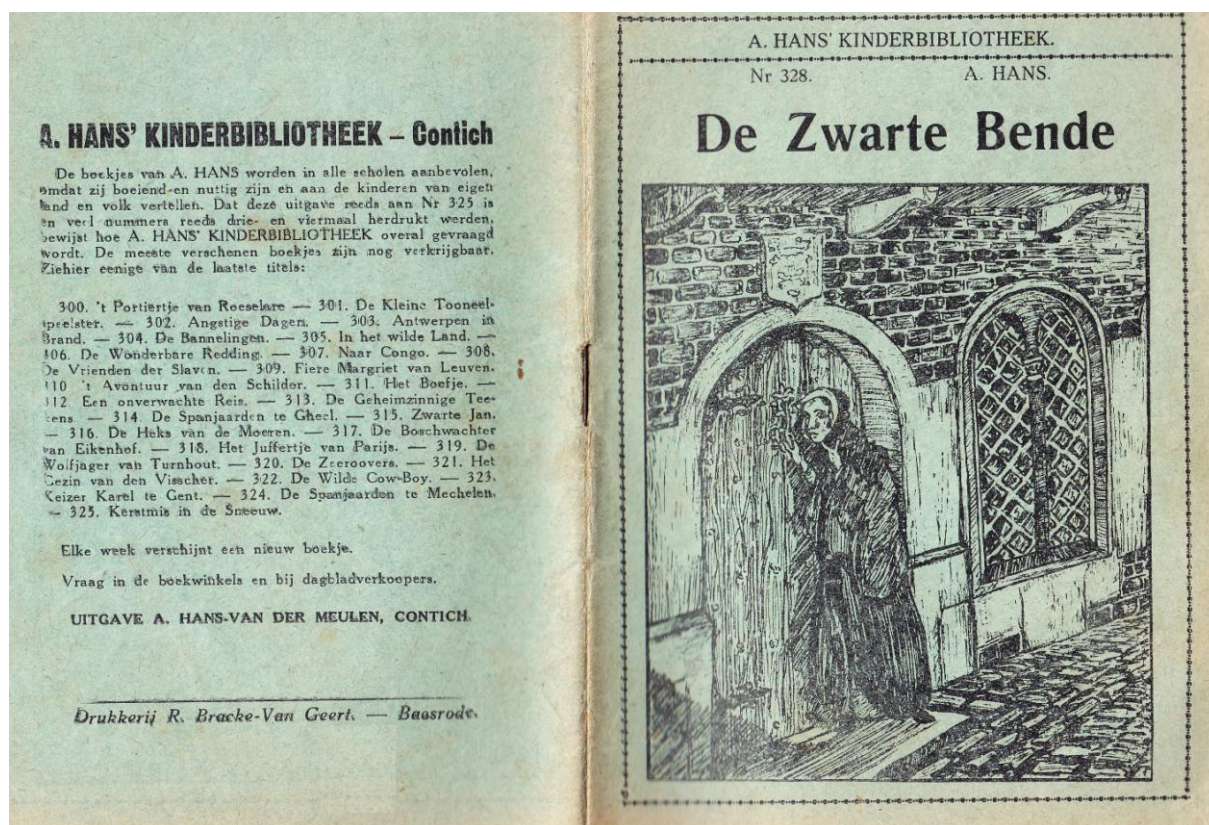 A. HANS' KINDERBIBLIOTHEEK – Contich
De boekjes van A. HANS worden in alle scholen aanbevolen,
omdat zij boeiend en nuttig zijn en aan de kinderen van eigen
land en volk vertellen. Dat deze uitgave reeds aan Nr 325 is
en veel nummers reeds drie- en viermaal herdrukt werden,
bewijst hoe A. HANS' KINDERBIBLIOTHEEK overal gevraagd
wordt. De meeste verschenen boekjes zijn nog verkrijgbaar.
Ziehier eenige van de laatste titels:
300. 't Portiertje van Roeselare — 301. De Kleine Tooneel-
speelster. — 302. Angstige Dagen. — 303. Antwerpen in
Brand. — 304. De Bannelingen. — 305. In het wilde Land. —
306. De Wonderbare Redding. — 307. Naar Congo. — 308.
De Vrienden der Slaven. — 309. Fiere Margriet van Leuven.
310 't Avontuur van den Schilder. — 311. Het Boefje. —
312. Een onverwachte Reis. — 313. De Geheimzinnige Tee-
kens — 314. De Spanjaarden te Gheel. — 315. Zwarte Jan.
— 316. De Heks van de Moeren. — 317. De Boschwachter
van Eikenhof. — 318. Het Juffertje van Parijs. — 319. De
Wolfjager van Turnhout. — 320. De Zeeroovers. — 321. Het
Gezin van den Visscher. — 322. De Wilde Cow-Boy. — 323.
Keizer Karel te Gent. — 324. De Spanjaarden te Mechelen.
— 325. Kerstmis in de Sneeuw.
Elke week verschijnt een nieuw boekje.
Vraag in de boekwinkels en bij dagbladverkoopers.
UITGAVE A. HANS-VAN DER MEULEN, CONTICH.
Drukkerij R. Bracke-Van Geert. — Baasrode.
A. HANS' KINDERBIBLIOTHEEK.
Nr 328. A. HANS.
De Zwarte Bende